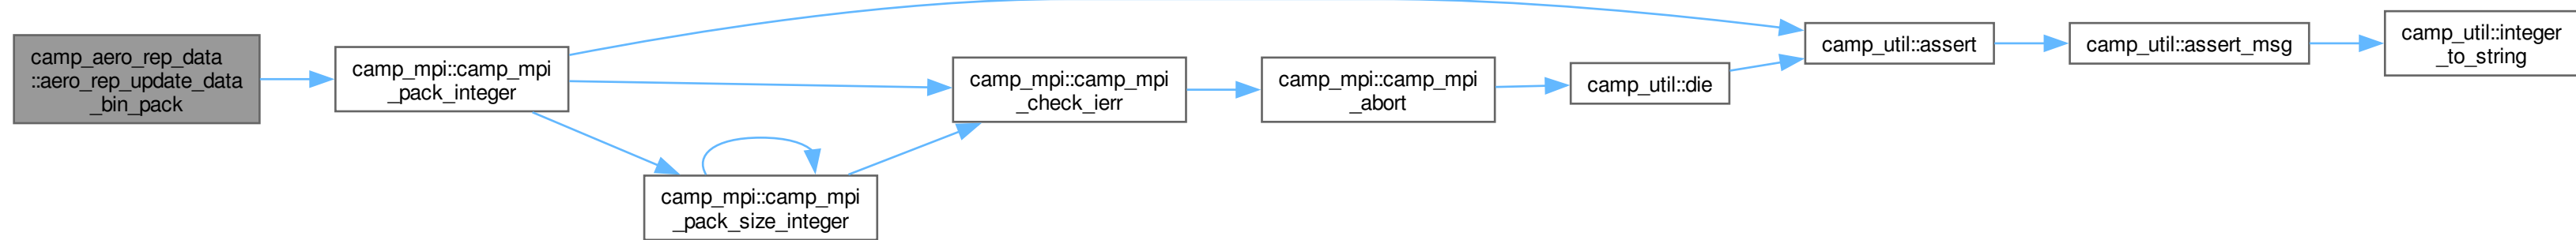 camp_aero_rep_data
::aero_rep_update_data
_bin_pack
camp_mpi::camp_mpi
_pack_integer
camp_mpi::camp_mpi
_pack_size_integer
camp_mpi::camp_mpi
_check_ierr
camp_mpi::camp_mpi
_abort
camp_util::die
camp_util::assert
camp_util::assert_msg
camp_util::integer
_to_string